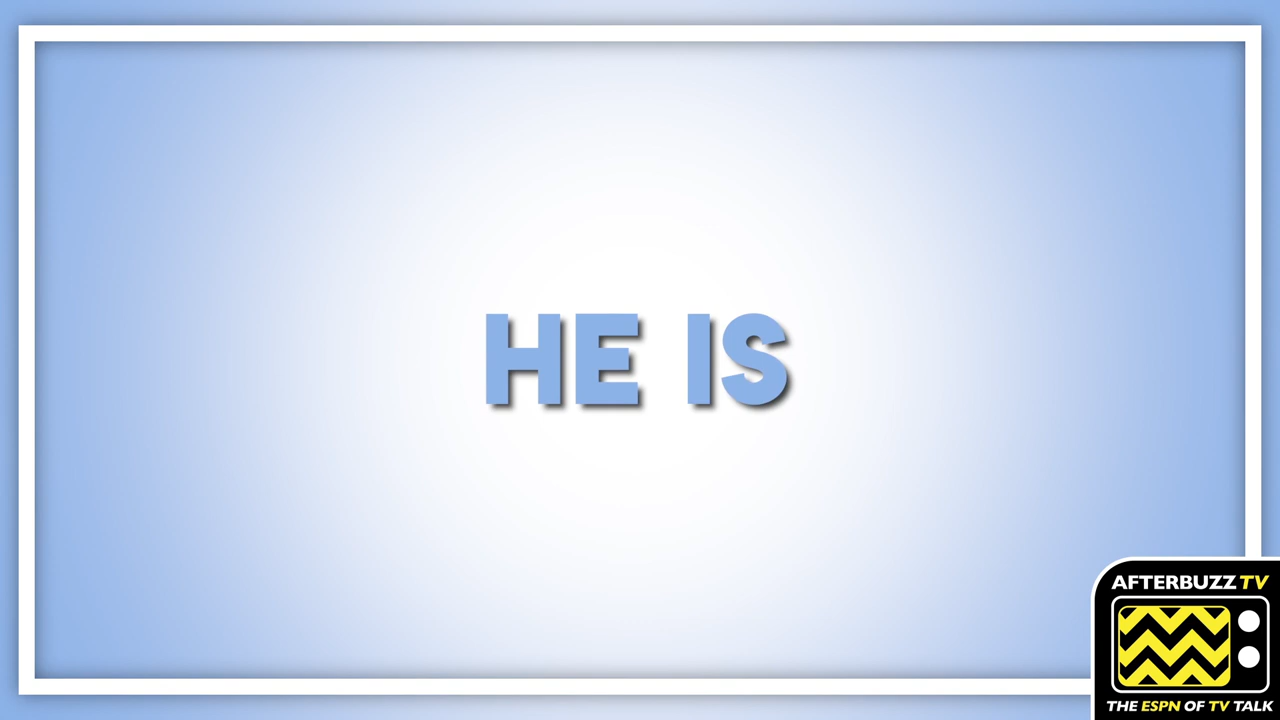 HE IS
AFTERBUZZ TV
THE ESPN OF TV TALK